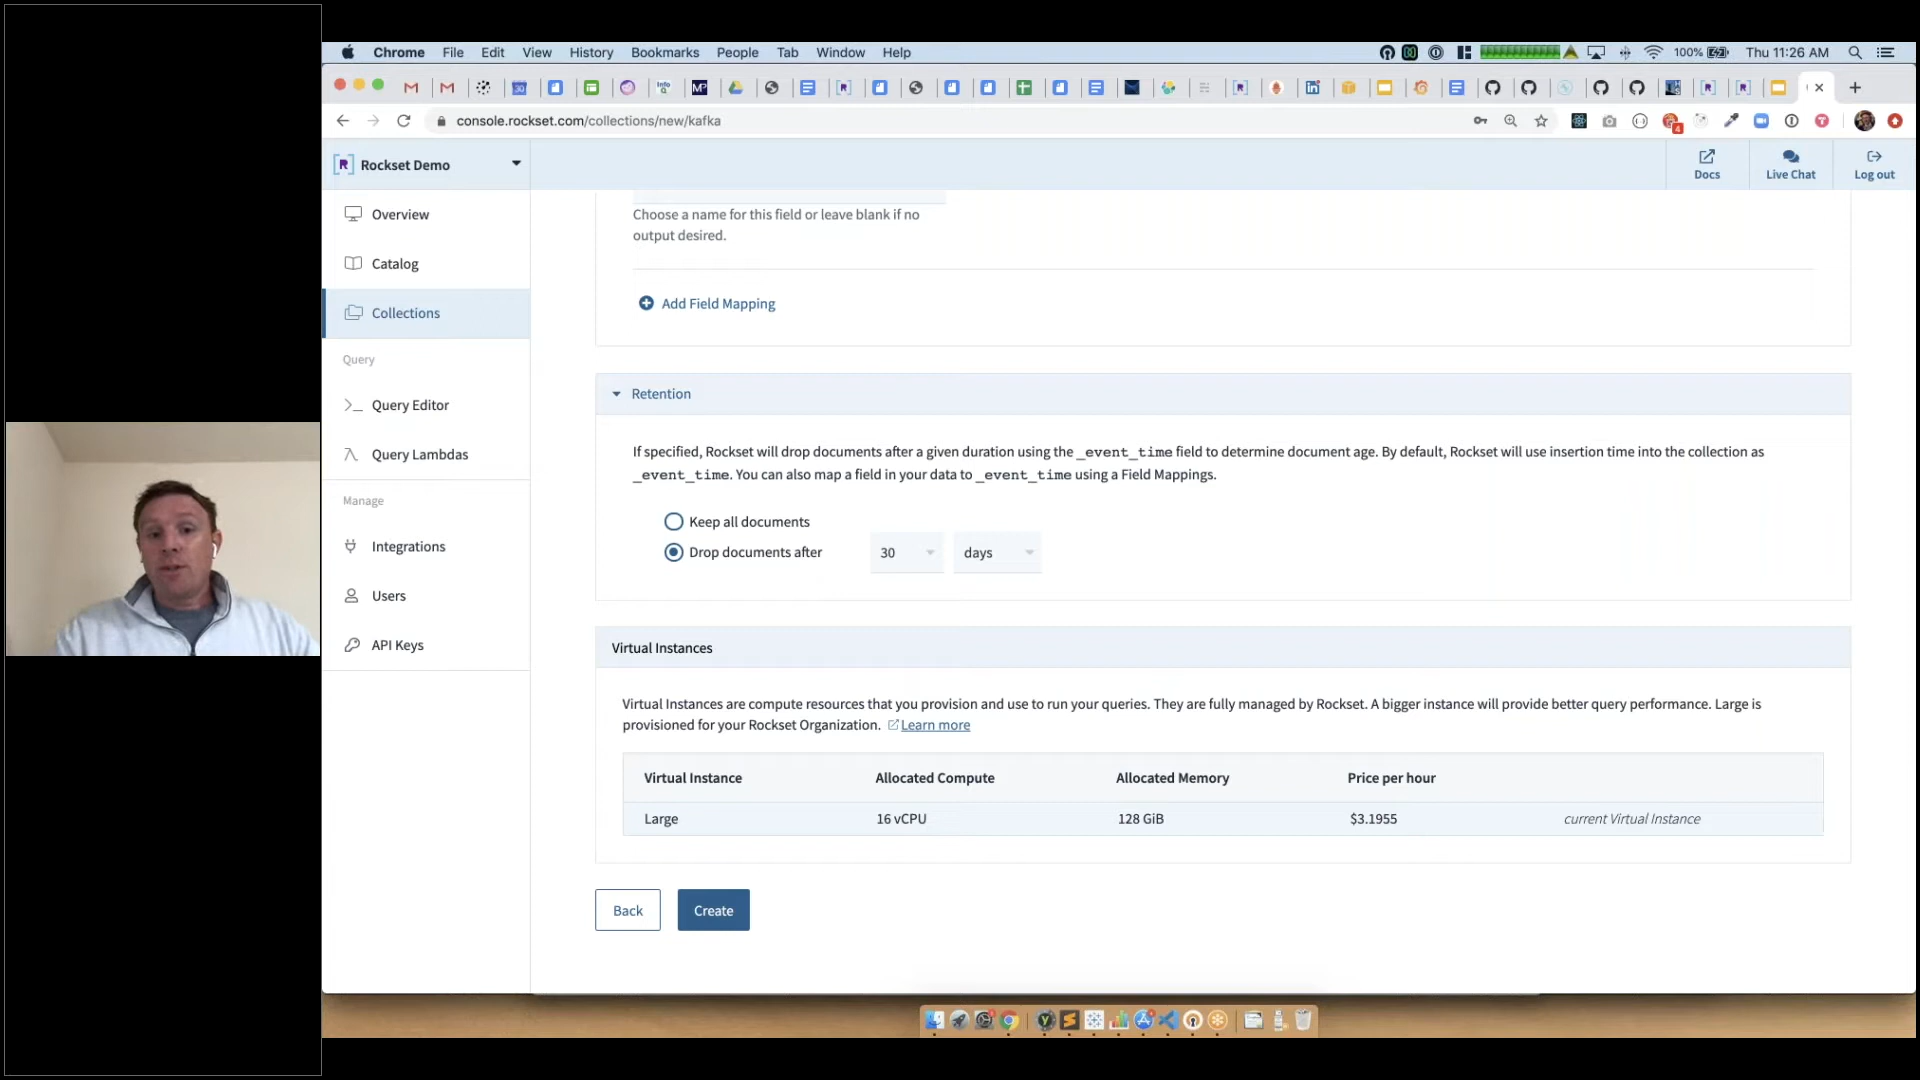 Chrome File Edit View History Bookmarks People Tab Window Help
100% Thu 11:26 AM
console.rockset.com/collections/new/kafka
4
[R] Rockset Demo
Docs
Live Chat
Log out
Overview
Catalog
Collections
Query
Query Editor
Query Lambdas
Manage
Integrations
Users
API Keys
Choose a name for this field or leave blank if no
output desired.
Add Field Mapping
Retention
If specified, Rockset will drop documents after a given duration using the _event_time field to determine document age. By default, Rockset will use insertion time into the collection as
_event_time. You can also map a field in your data to _event_time using a Field Mappings.
Keep all documents
Drop documents after 30 days
Virtual Instances
Virtual Instances are compute resources that you provision and use to run your queries. They are fully managed by Rockset. A bigger instance will provide better query performance. Large is
provisioned for your Rockset Organization. Learn more
Virtual Instance Allocated Compute Allocated Memory Price per hour
Large 16 vCPU 128 GiB $3.1955 current Virtual Instance
Back Create